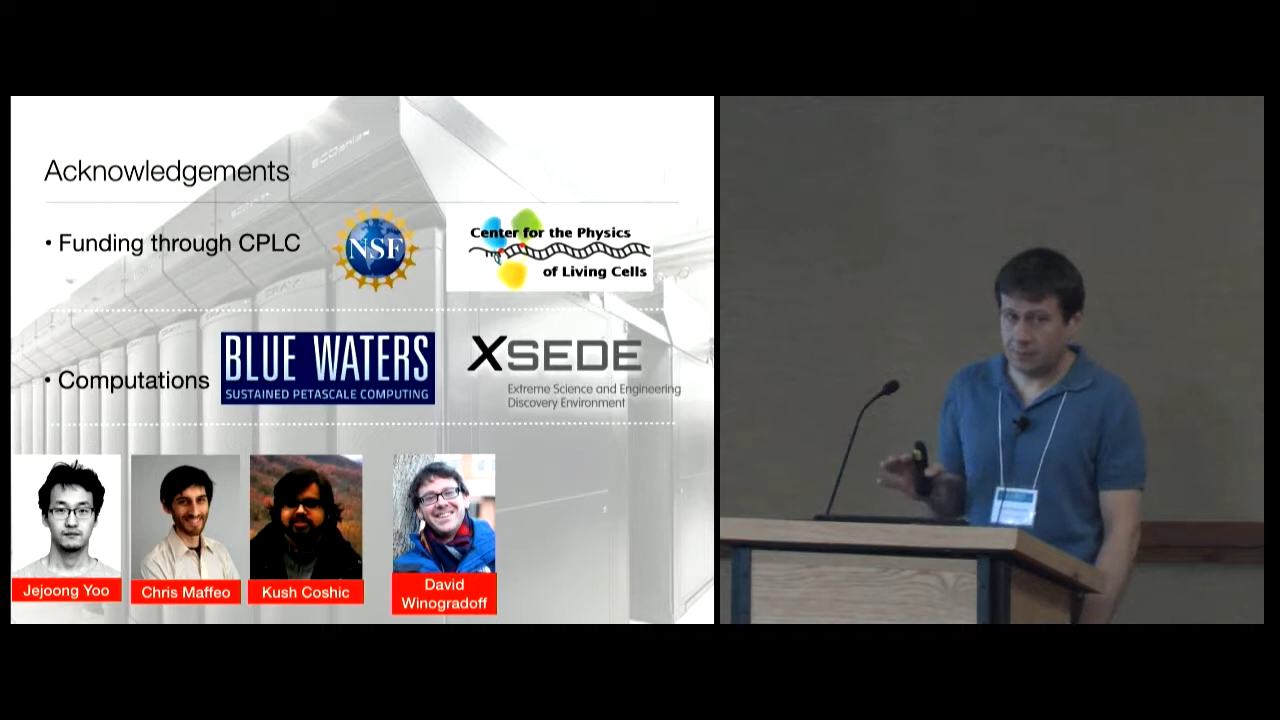 Acknowledgements
• Funding through CPLC
NSF
Center for the Physics
of Living Cells
• Computations
BLUE WATERS
SUSTAINED PETASCALE COMPUTING
XSEDE
Extreme Science and Engineering
Discovery Environment
Jejoong Yoo
Chris Maffeo
Kush Coshic
David
Winogradoff